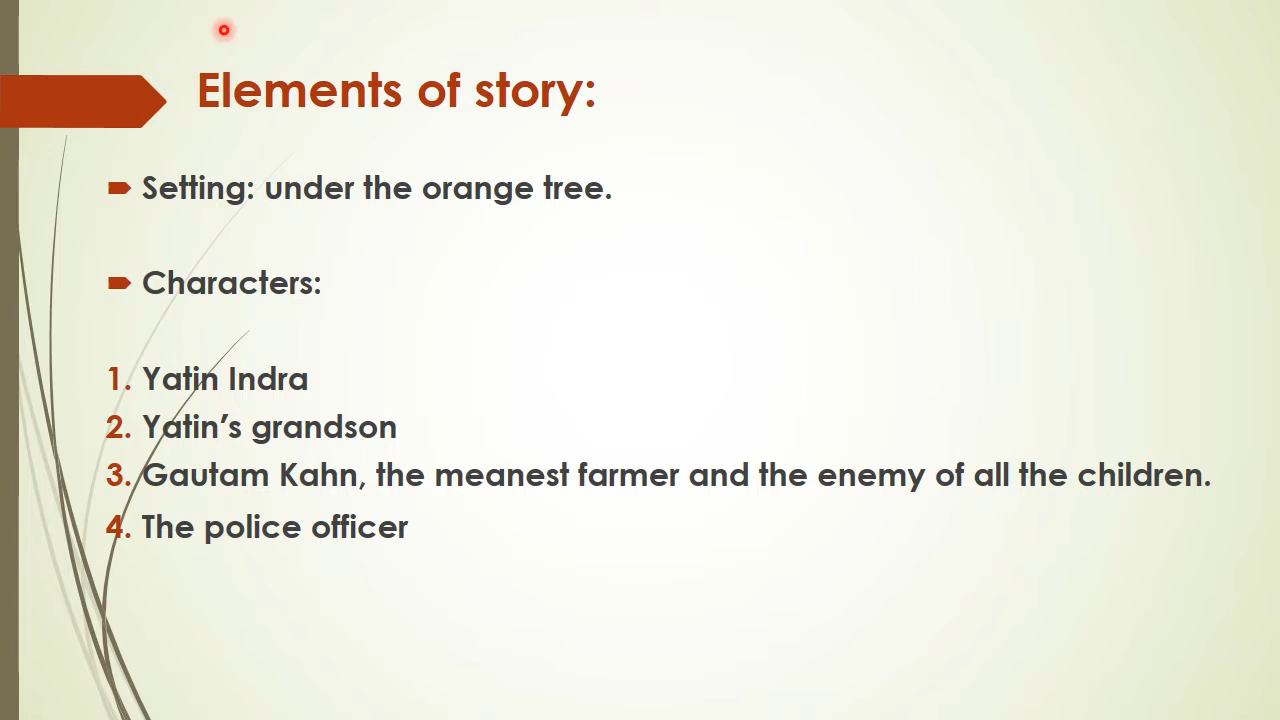 Elements of story:
Setting: under the orange tree.
Characters:
1. Yatin Indra
2. Yatin’s grandson
3. Gautam Kahn, the meanest farmer and the enemy of all the children.
4. The police officer